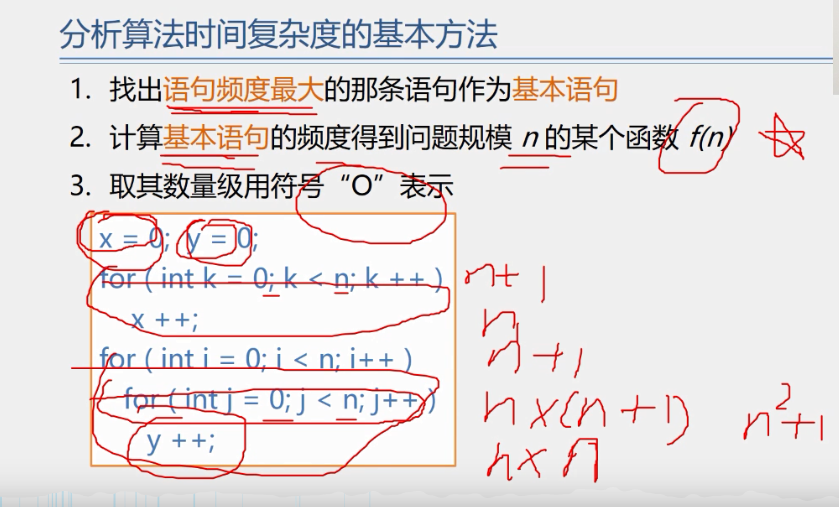 分析算法时间复杂度的基本方法
1. 找出语句频度最大的那条语句作为基本语句
2. 计算基本语句的频度得到问题规模 n 的某个函数 f(n)
3. 取其数量级用符号“O”表示
x = 0; y = 0;
for ( int k = 0; k < n; k ++ ) n+1
x ++; n
for ( int i = 0; i < n; i++ ) n+1
for ( int j = 0; j < n; j++ ) n×(n+1) n²+1
y ++; n×n